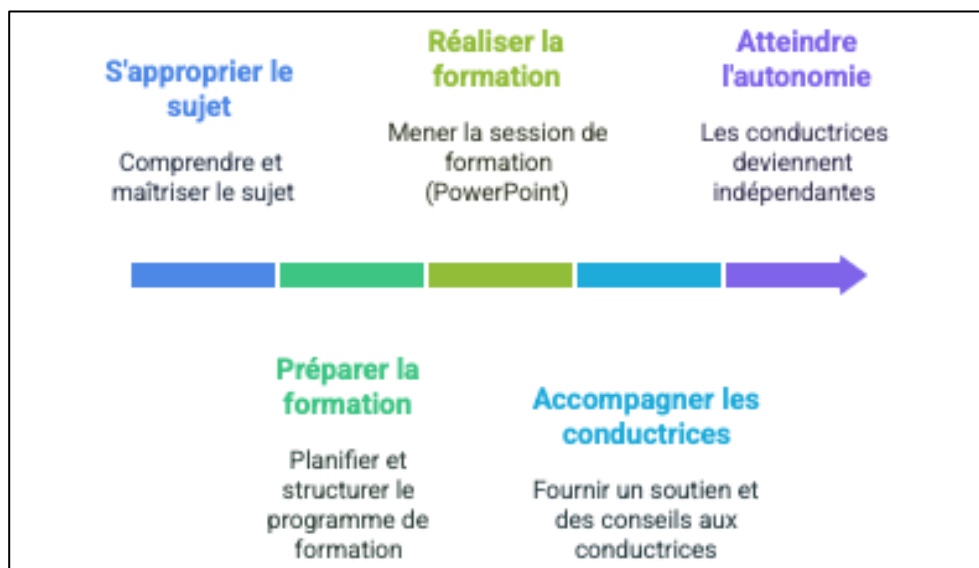 S'approprier le
sujet
Comprendre et
maîtriser le sujet
Préparer la
formation
Planifier et
structurer le
programme de
formation
Réaliser la
formation
Mener la session de
formation
(PowerPoint)
Accompagner les
conductrices
Fournir un soutien et
des conseils aux
conductrices
Atteindre
l'autonomie
Les conductrices
deviennent
indépendantes